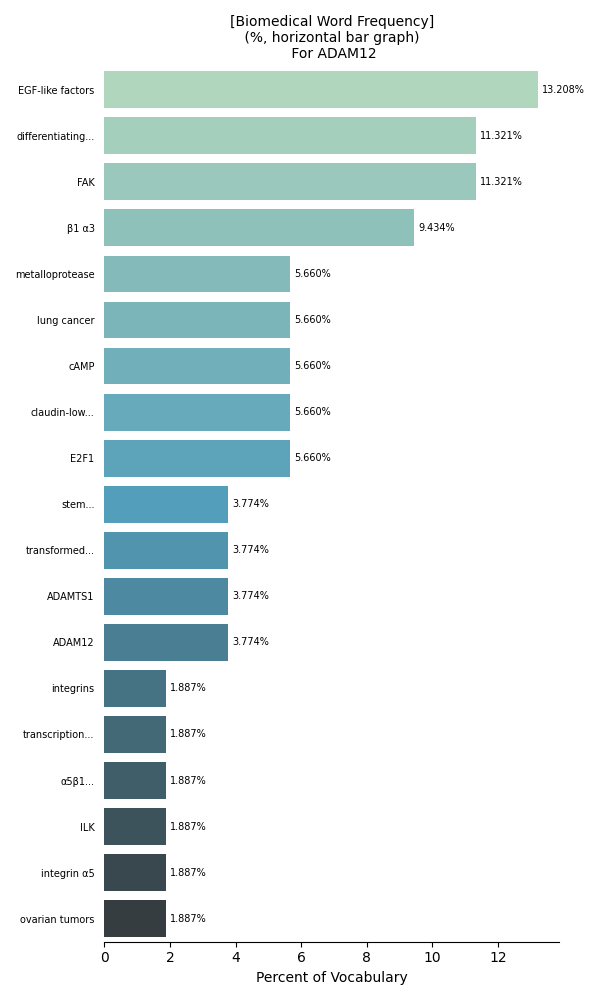 [Biomedical Word Frequency]
(%, horizontal bar graph)
For ADAM12
EGF-like factors 13.208%
differentiating... 11.321%
FAK 11.321%
β1 α3 9.434%
metalloprotease 5.660%
lung cancer 5.660%
cAMP 5.660%
claudin-low... 5.660%
E2F1 5.660%
stem... 3.774%
transformed... 3.774%
ADAMTS1 3.774%
ADAM12 3.774%
integrins 1.887%
transcription... 1.887%
α5β1... 1.887%
ILK 1.887%
integrin α5 1.887%
ovarian tumors 1.887%
0 2 4 6 8 10 12
Percent of Vocabulary